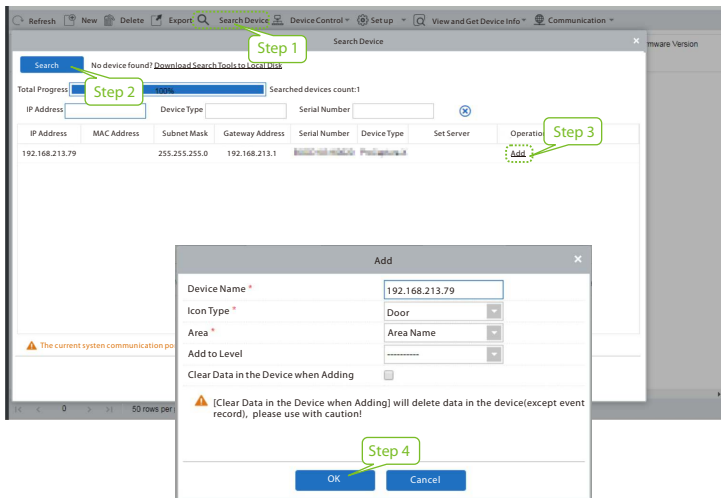 Refresh New Delete Export Search Device Device Control Set up View and Get Device Info Communication
Step 1
Search Device
mware Version
Search No device found? Download Search Tools to Local Disk
Step 2
Total Progress 100% Searched devices count:1
IP Address Device Type Serial Number
IP Address MAC Address Subnet Mask Gateway Address Serial Number Device Type Set Server Operation
Step 3
192.168.213.79 255.255.255.0 192.168.213.1 Add
Add
Device Name * 192.168.213.79
Icon Type * Door
Area * Area Name
Add to Level ----------
Clear Data in the Device when Adding
The current systen communication po
[Clear Data in the Device when Adding] will delete data in the device(except event
record), please use with caution!
0 50 rows per
Step 4
OK Cancel